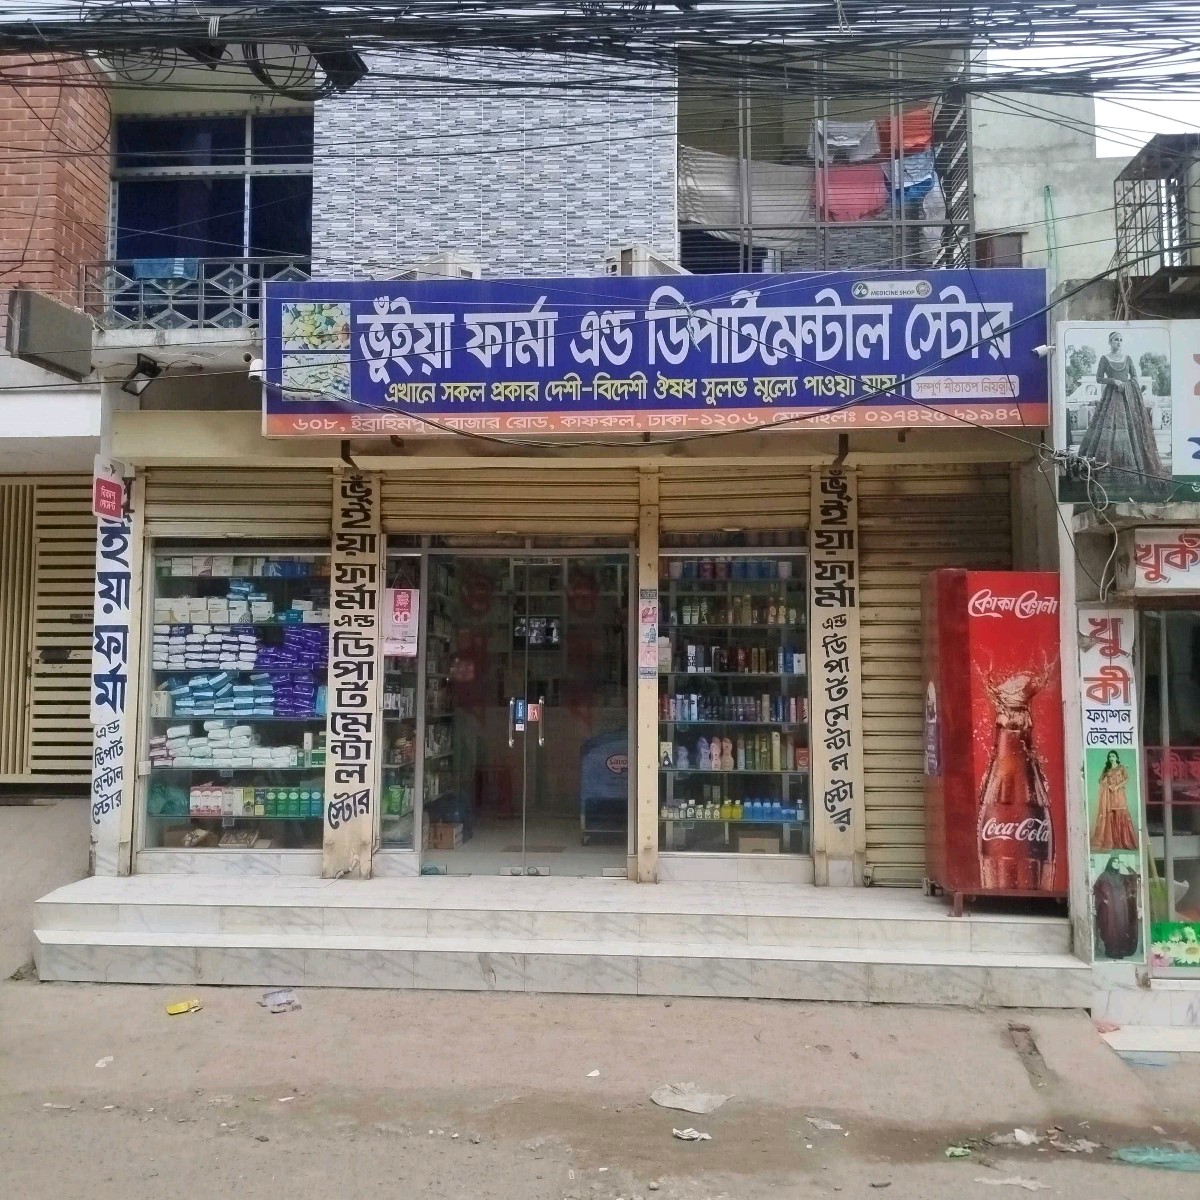 MEDICINE SHOP
ভূঁইয়া ফার্মা এন্ড ডিপার্টমেন্টাল স্টোর
এখানে সকল প্রকার দেশী-বিদেশী ঔষধ সুলভ মূল্যে পাওয়া যায়।
সম্পূর্ণ শীতাতপ নিয়ন্ত্রিত
৬০৮, ইব্রাহিমপুর বাজার রোড, কাফরুল, ঢাকা-১২০৬, মোবাইলঃ
ভূঁইয়া ফার্মা এন্ড ডিপার্টমেন্টাল স্টোর
ভূঁইয়া ফার্মা এন্ড ডিপার্টমেন্টাল স্টোর
ভূঁইয়া ফার্মা এন্ড ডিপার্টমেন্টাল স্টোর
কোকা-কোলা
Coca-Cola
খুকী
ফ্যাশন
টেইলার্স